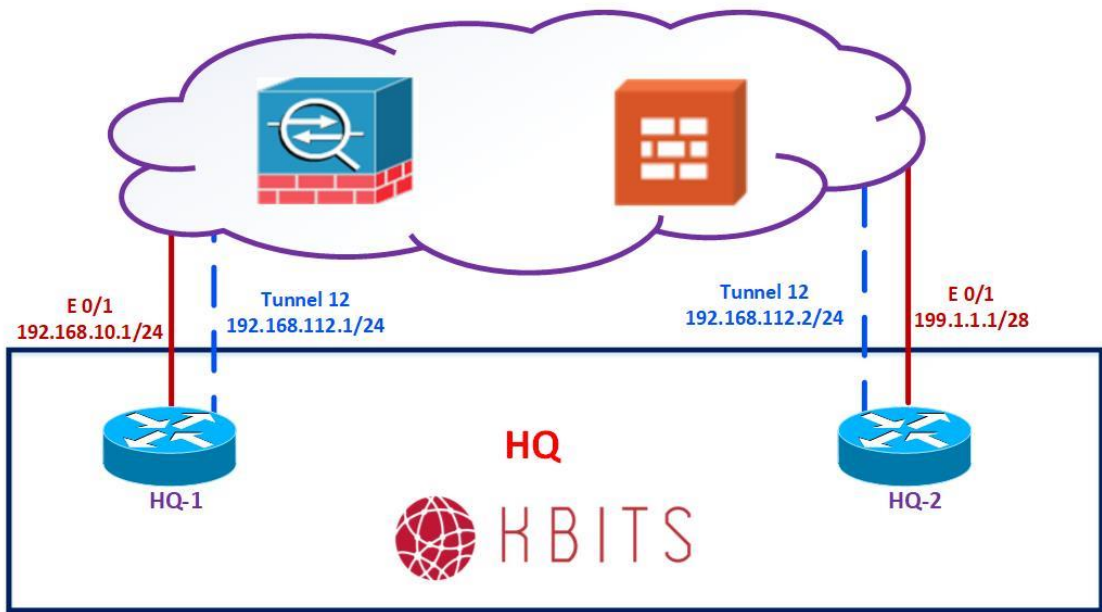 E 0/1
192.168.10.1/24
Tunnel 12
192.168.112.1/24
Tunnel 12
192.168.112.2/24
E 0/1
199.1.1.1/28
HQ-1
HQ
HQ-2
KBITS